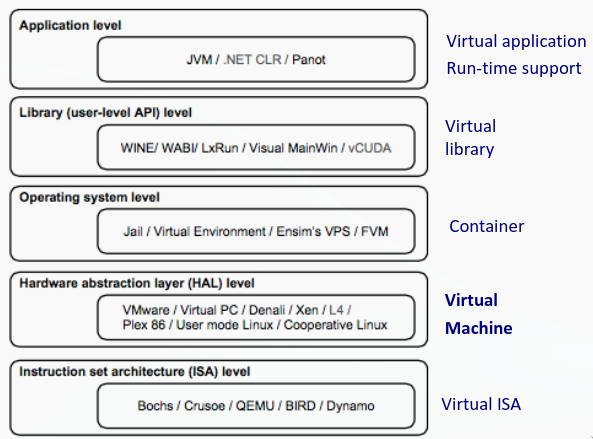 Application level
JVM / .NET CLR / Panot
Virtual application
Run-time support
Library (user-level API) level
WINE/ WABI/ LxRun / Visual MainWin / vCUDA
Virtual
library
Operating system level
Jail / Virtual Environment / Ensim's VPS / FVM
Container
Hardware abstraction layer (HAL) level
VMware / Virtual PC / Denali / Xen / L4 /
Plex 86 / User mode Linux / Cooperative Linux
Virtual
Machine
Instruction set architecture (ISA) level
Bochs / Crusoe / QEMU / BIRD / Dynamo
Virtual ISA